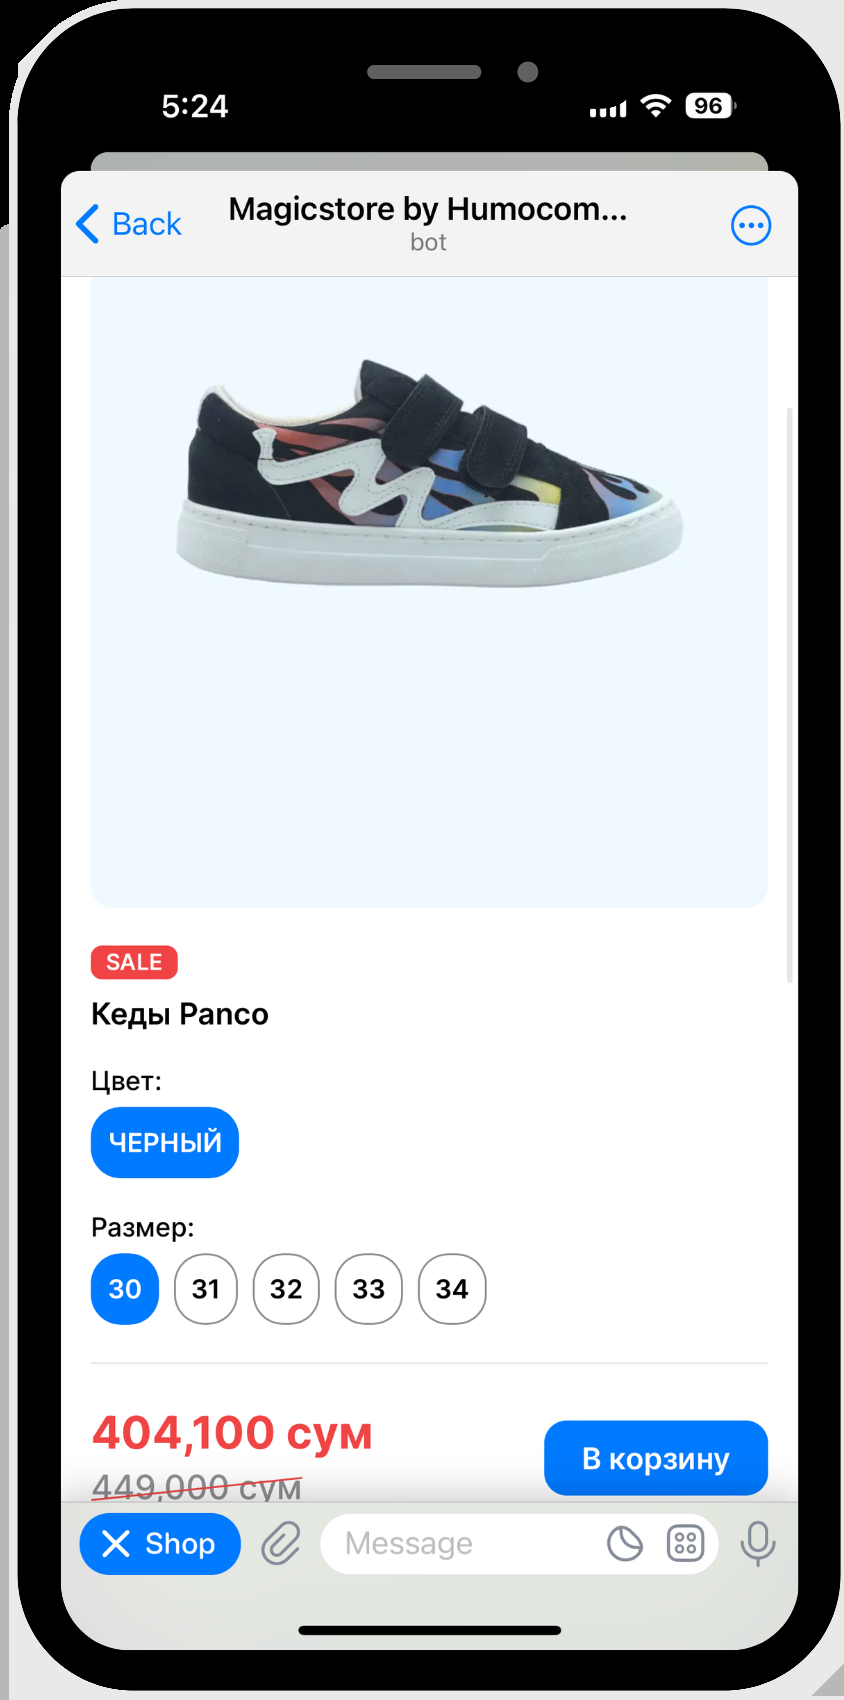 5:24
96
Back
Magicstore by Humocom...
bot
SALE
Кеды Panco
Цвет:
ЧЕРНЫЙ
Размер:
30 31 32 33 34
404,100 сум
449,000 сум
В корзину
Shop
Message